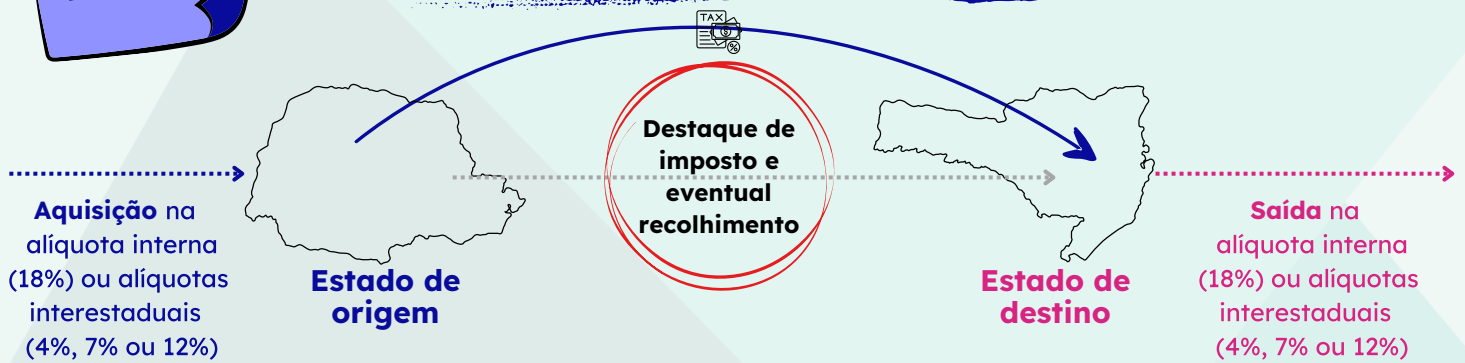 TAX
$
%
Destaque de
imposto e
eventual
recolhimento
Aquisição na
alíquota interna
(18%) ou alíquotas
interestaduais
(4%, 7% ou 12%)
Estado de
origem
Estado de
destino
Saída na
alíquota interna
(18%) ou alíquotas
interestaduais
(4%, 7% ou 12%)